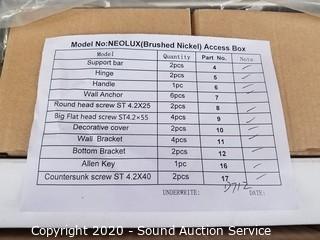 Model No:NEOLUX(Brushed Nickel) Access Box
Model Quantity Part No. Note
Support bar 2pcs 4
Hinge 2pcs 5
Handle 1pc 6
Wall Anchor 6pcs 7
Round head screw ST 4.2X25 2pcs 8
Big Flat head screw ST4.2×55 4pcs 9
Decorative cover 2pcs 10
Wall Bracket 4pcs 11
Bottom Bracket 2pcs 12
Allen Key 1pc 16
Countersunk screw ST 4.2X40 2pcs 17
UNDERWRITE: DATE:
Copyright 2020 - Sound Auction Service